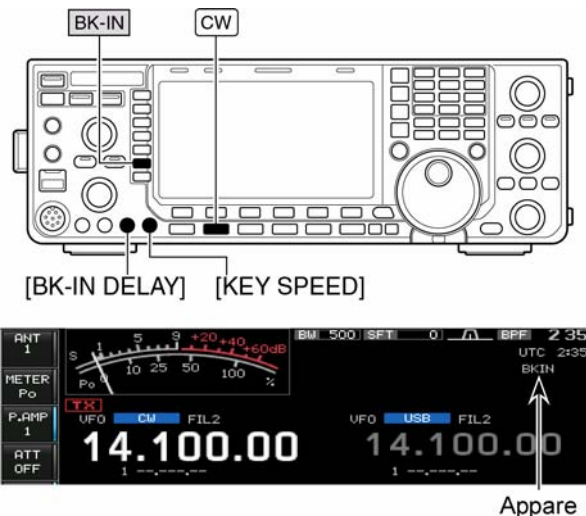 BK-IN
CW
[BK-IN DELAY] [KEY SPEED]
ANT 1
METER Po
P.AMP 1
ATT OFF
S 1 5 9 +20 +40 +60dB
Po 0 10 25 50 100 %
BW 500 SFT 0 BPF 2:35
UTC 2:35
BKIN
TX
VFO CW FIL2
VFO USB FIL2
14.100.00
14.100.00
1 --.---.--
1 --.---.--
Appare